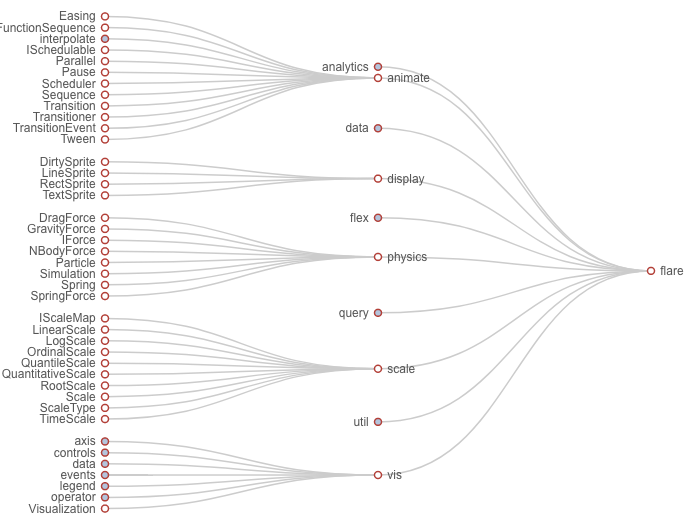 Easing
FunctionSequence
interpolate
ISchedulable
Parallel
Pause
Scheduler
Sequence
Transition
Transitioner
TransitionEvent
Tween
DirtySprite
LineSprite
RectSprite
TextSprite
DragForce
GravityForce
IForce
NBodyForce
Particle
Simulation
Spring
SpringForce
IScaleMap
LinearScale
LogScale
OrdinalScale
QuantileScale
QuantitativeScale
RootScale
Scale
ScaleType
TimeScale
axis
controls
data
events
legend
operator
Visualization
analytics
animate
data
display
flex
physics
query
scale
util
vis
flare